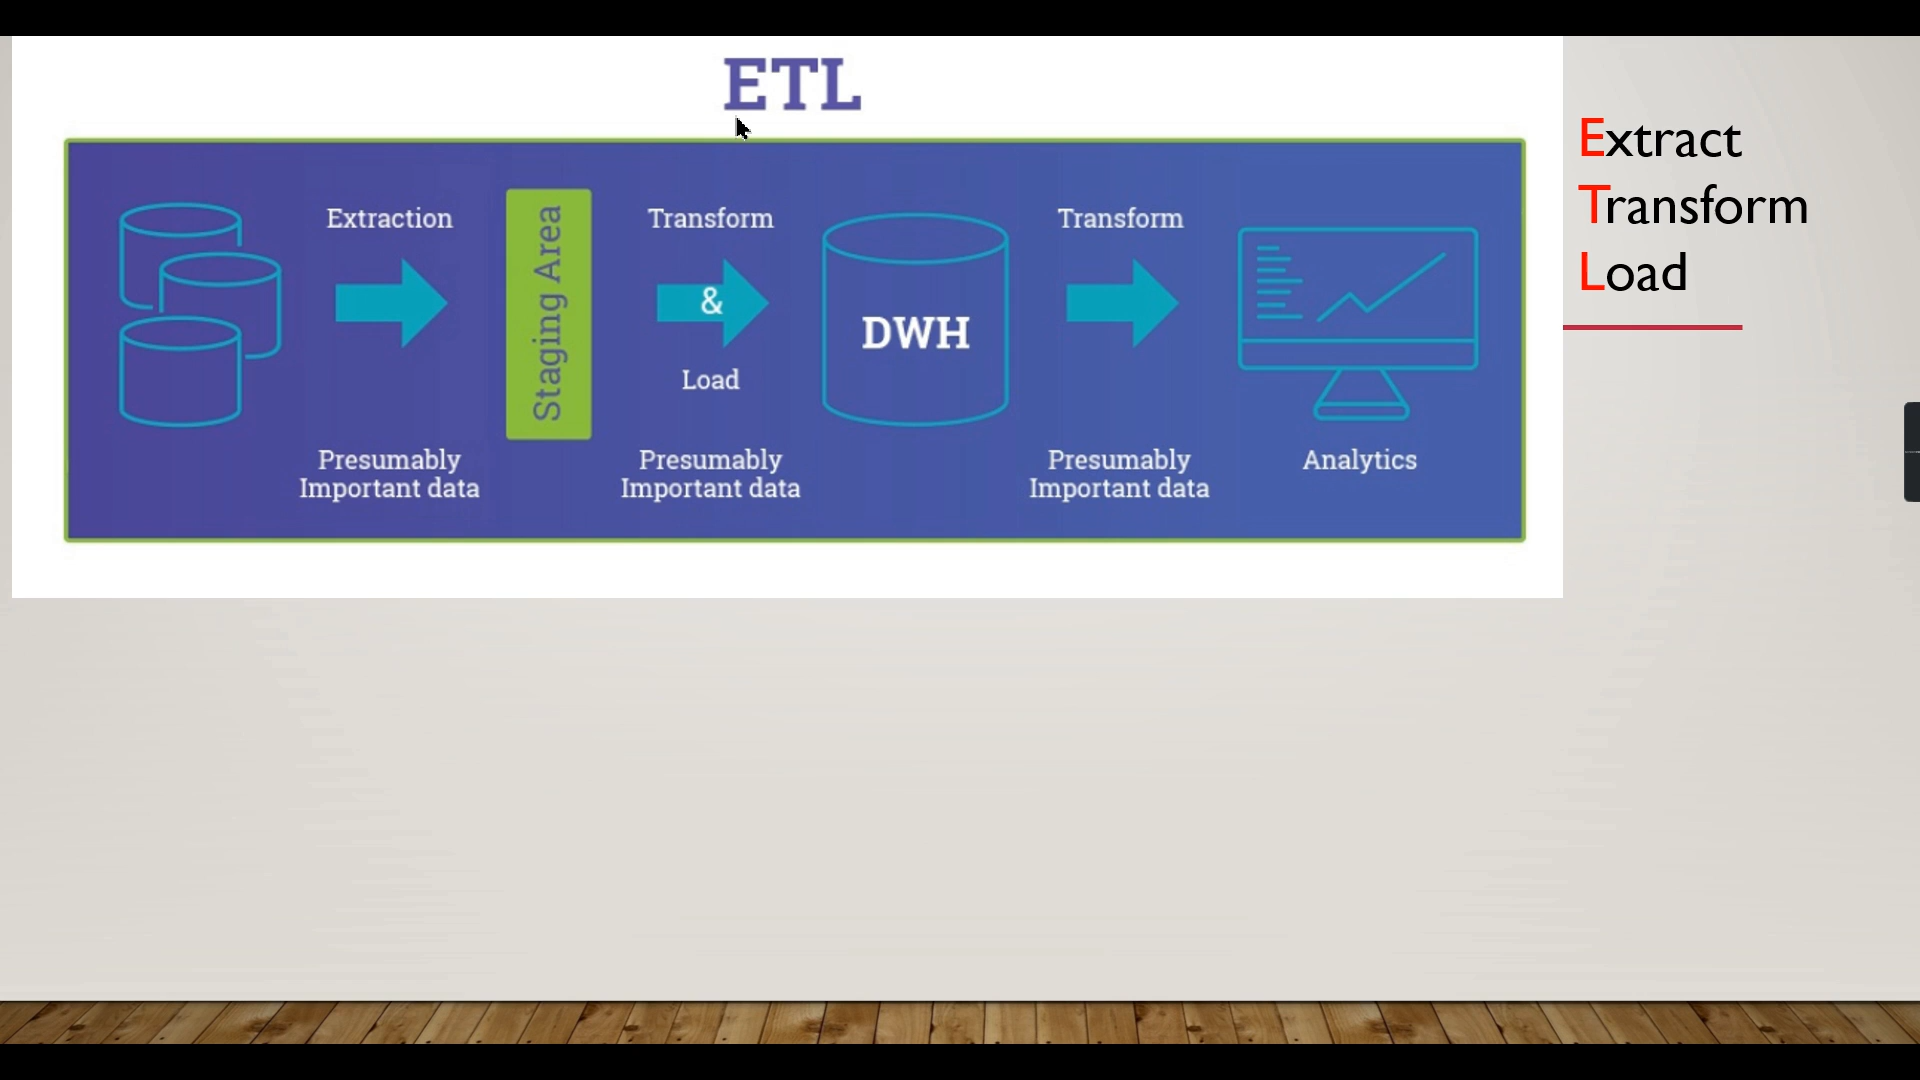 ETL
Extraction
Presumably
Important data
Staging Area
Transform
&
Load
Presumably
Important data
DWH
Transform
Presumably
Important data
Analytics
Extract
Transform
Load